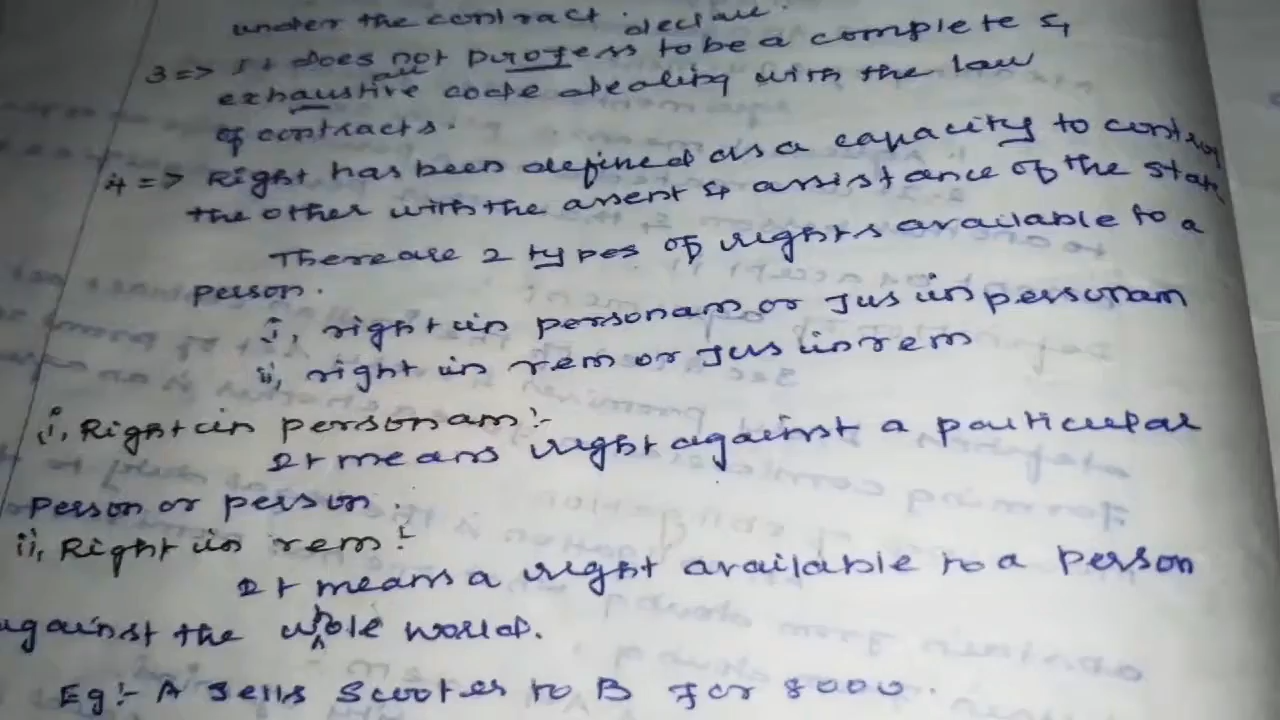 under the contract.
declare.
3 => It does not profess to be a complete &
all
exhaustive code dealing with the law
of contracts.
4 => Right has been defined as a capacity to control
the other with the assent & assistance of the state
There are 2 types of rights available to a
person.
i, right in personam or Jus in personam
ii, right in rem or Jus in rem
i, Right in personam :-
It means right against a particular
Person or person.
ii, Right in rem :-
It means a right available to a person
against the whole world.
Eg :- A sells Scooter to B for 8000.